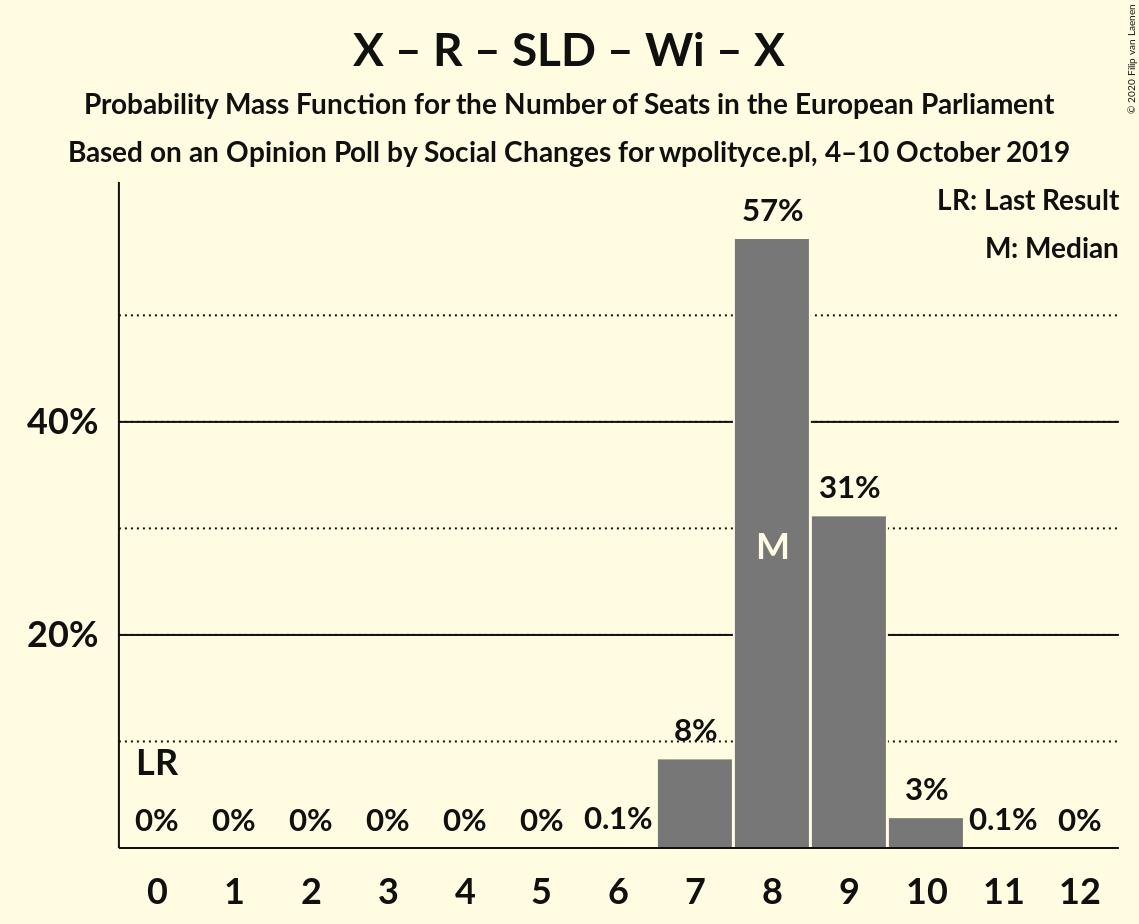 X – R – SLD – Wi – X
Probability Mass Function for the Number of Seats in the European Parliament
Based on an Opinion Poll by Social Changes for wpolityce.pl, 4–10 October 2019
© 2020 Filip van Laenen
LR: Last Result
M: Median
57%
40%
31%
M
20%
8%
LR
3%
0% 0% 0% 0% 0% 0% 0.1% 0.1% 0%
0 1 2 3 4 5 6 7 8 9 10 11 12